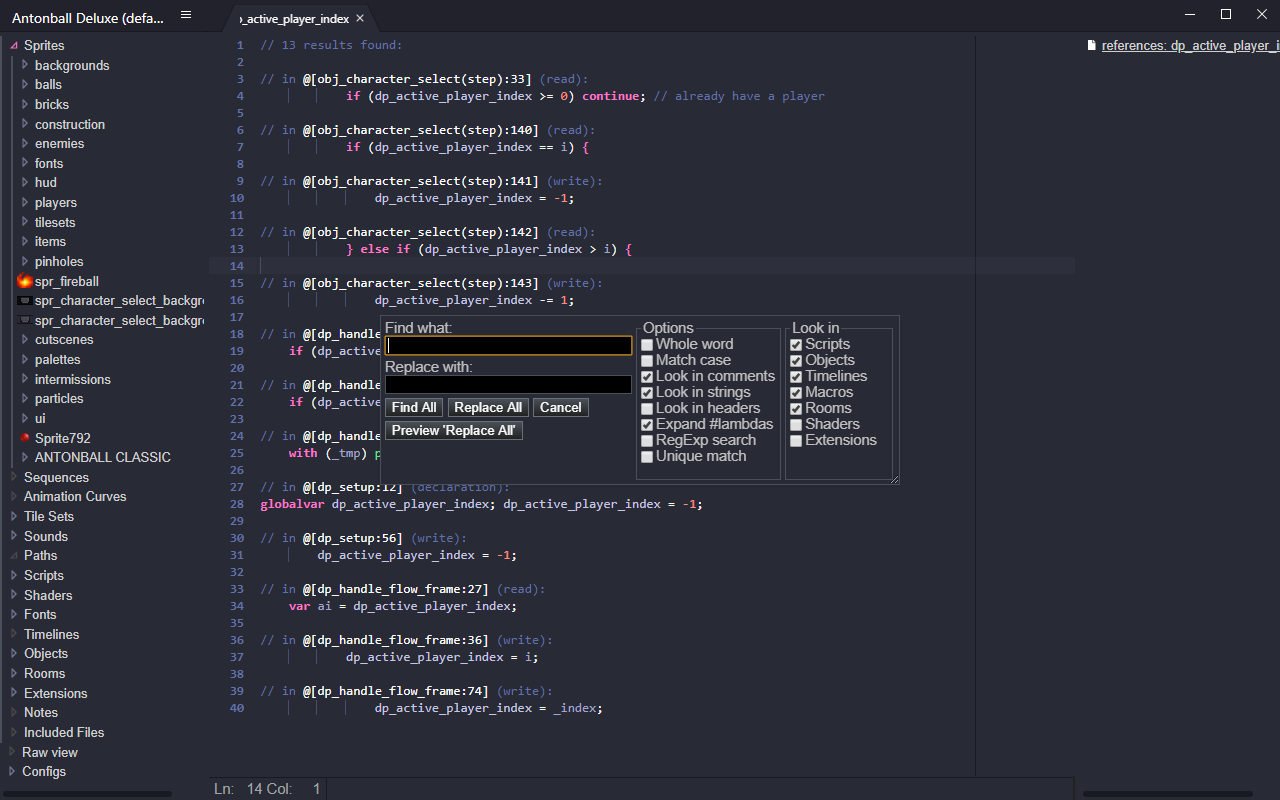 Antonball Deluxe (defa...
_active_player_index
Sprites
backgrounds
balls
bricks
construction
enemies
fonts
hud
players
tilesets
items
pinholes
spr_fireball
spr_character_select_backgr
spr_character_select_backgr
cutscenes
palettes
intermissions
particles
ui
Sprite792
ANTONBALL CLASSIC
Sequences
Animation Curves
Tile Sets
Sounds
Paths
Scripts
Shaders
Fonts
Timelines
Objects
Rooms
Extensions
Notes
Included Files
Raw view
Configs
1 // 13 results found:
2
3 // in @[obj_character_select(step):33] (read):
4 if (dp_active_player_index >= 0) continue; // already have a player
5
6 // in @[obj_character_select(step):140] (read):
7 if (dp_active_player_index == i) {
8
9 // in @[obj_character_select(step):141] (write):
10 dp_active_player_index = -1;
11
12 // in @[obj_character_select(step):142] (read):
13 } else if (dp_active_player_index > i) {
14
15 // in @[obj_character_select(step):143] (write):
16 dp_active_player_index -= 1;
17
18 // in @[dp_handle
19 if (dp_active
20
21 // in @[dp_handle
22 if (dp_active
23
24 // in @[dp_handle
25 with (_tmp) p
26
27 // in @[dp_setup:12] (declaration):
28 globalvar dp_active_player_index; dp_active_player_index = -1;
29
30 // in @[dp_setup:56] (write):
31 dp_active_player_index = -1;
32
33 // in @[dp_handle_flow_frame:27] (read):
34 var ai = dp_active_player_index;
35
36 // in @[dp_handle_flow_frame:36] (write):
37 dp_active_player_index = i;
38
39 // in @[dp_handle_flow_frame:74] (write):
40 dp_active_player_index = _index;
Find what:
Replace with:
Find All Replace All Cancel
Preview 'Replace All'
Options
Whole word
Match case
Look in comments
Look in strings
Look in headers
Expand #lambdas
RegExp search
Unique match
Look in
Scripts
Objects
Timelines
Macros
Rooms
Shaders
Extensions
references: dp_active_player_i
Ln: 14 Col: 1